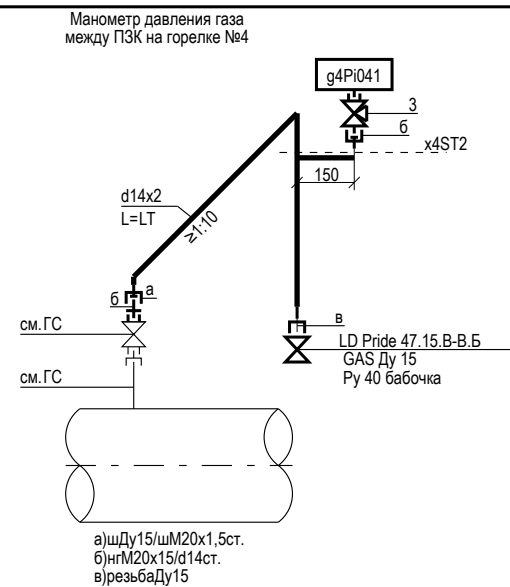 Манометр давления газа
между ПЗК на горелке №4
g4Pi041
3
б
x4ST2
150
d14x2
L=LT
≥1:10
а
б
см.ГС
в
LD Pride 47.15.В-В.Б
GAS Ду 15
Ру 40 бабочка
см.ГС
а)шДу15/шМ20х1,5ст.
б)нгМ20х15/d14ст.
в)резьбаДу15